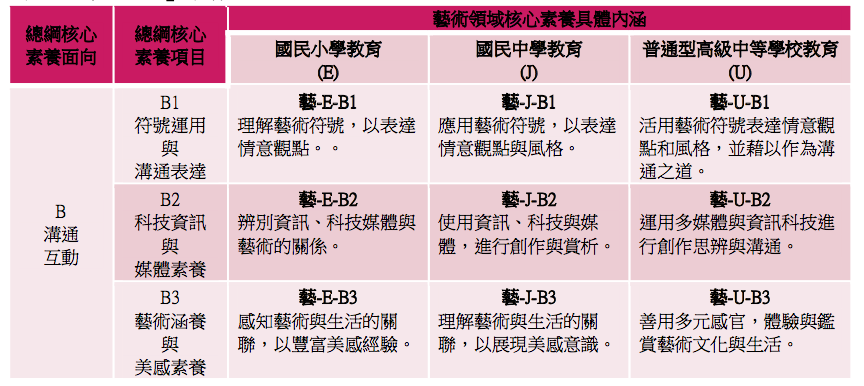 藝術領域核心素養具體內涵
總綱核心
素養面向
總綱核心
素養項目
國民小學教育
(E)
國民中學教育
(J)
普通型高級中等學校教育
(U)
B
溝通
互動
B1
符號運用
與
溝通表達
藝-E-B1
理解藝術符號，以表達
情意觀點。。
藝-J-B1
應用藝術符號，以表達
情意觀點與風格。
藝-U-B1
活用藝術符號表達情意觀
點和風格，並藉以作為溝
通之道。
B2
科技資訊
與
媒體素養
藝-E-B2
辨別資訊、科技媒體與
藝術的關係。
藝-J-B2
使用資訊、科技與媒
體，進行創作與賞析。
藝-U-B2
運用多媒體與資訊科技進
行創作思辨與溝通。
B3
藝術涵養
與
美感素養
藝-E-B3
感知藝術與生活的關
聯，以豐富美感經驗。
藝-J-B3
理解藝術與生活的關
聯，以展現美感意識。
藝-U-B3
善用多元感官，體驗與鑑
賞藝術文化與生活。